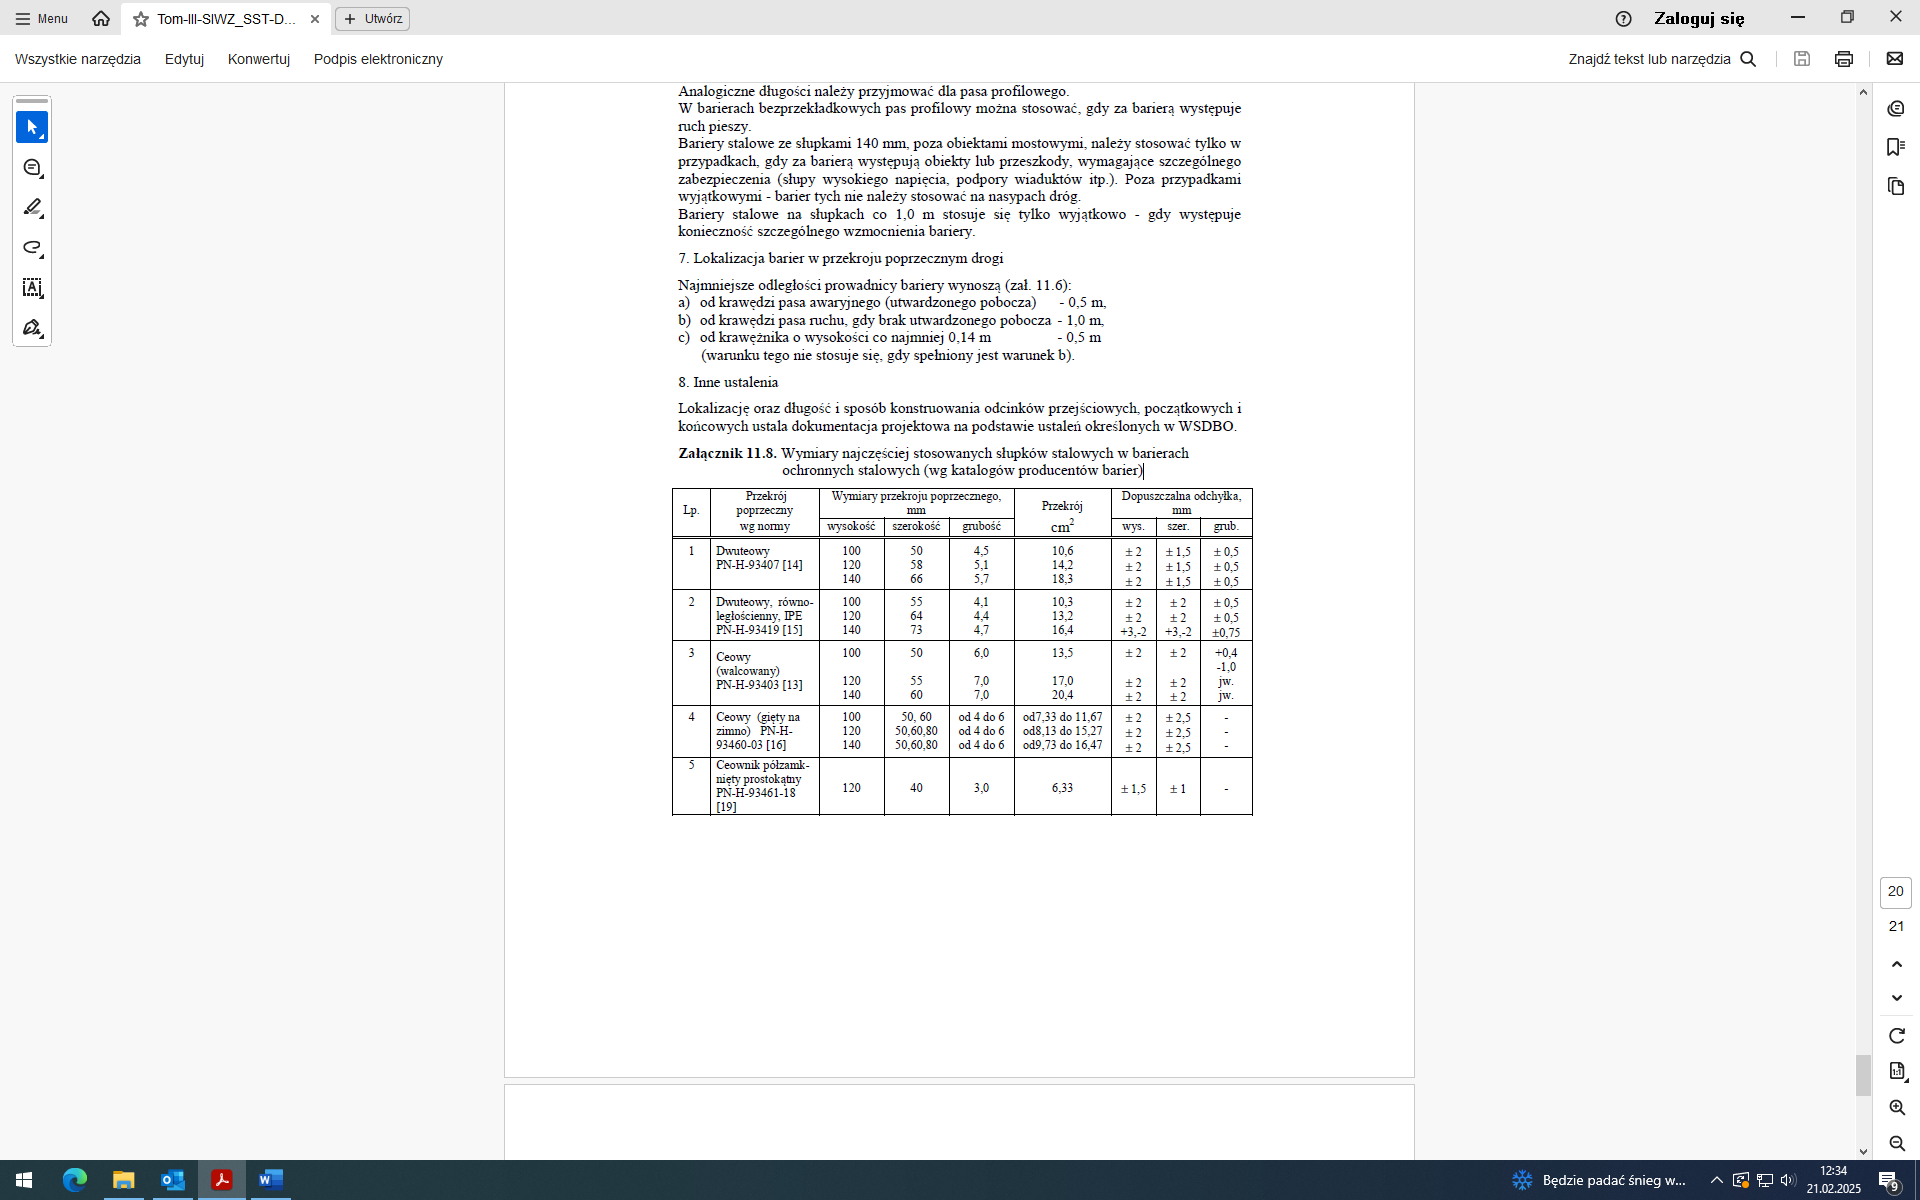 Menu
Tom-III-SIWZ_SST-D...
Utwórz
Zaloguj się
Wszystkie narzędzia Edytuj Konwertuj Podpis elektroniczny
Znajdź tekst lub narzędzia
Analogiczne długości należy przyjmować dla pasa profilowego.
W barierach bezprzekładkowych pas profilowy można stosować, gdy za barierą występuje
ruch pieszy.
Bariery stalowe ze słupkami 140 mm, poza obiektami mostowymi, należy stosować tylko w
przypadkach, gdy za barierą występują obiekty lub przeszkody, wymagające szczególnego
zabezpieczenia (słupy wysokiego napięcia, podpory wiaduktów itp.). Poza przypadkami
wyjątkowymi - barier tych nie należy stosować na nasypach dróg.
Bariery stalowe na słupkach co 1,0 m stosuje się tylko wyjątkowo - gdy występuje
konieczność szczególnego wzmocnienia bariery.
7. Lokalizacja barier w przekroju poprzecznym drogi
Najmniejsze odległości prowadnicy bariery wynoszą (zał. 11.6):
a) od krawędzi pasa awaryjnego (utwardzonego pobocza) - 0,5 m,
b) od krawędzi pasa ruchu, gdy brak utwardzonego pobocza - 1,0 m,
c) od krawężnika o wysokości co najmniej 0,14 m - 0,5 m
(warunku tego nie stosuje się, gdy spełniony jest warunek b).
8. Inne ustalenia
Lokalizację oraz długość i sposób konstruowania odcinków przejściowych, początkowych i
końcowych ustala dokumentacja projektowa na podstawie ustaleń określonych w WSDBO.
Załącznik 11.8. Wymiary najczęściej stosowanych słupków stalowych w barierach
ochronnych stalowych (wg katalogów producentów barier)
Przekrój Wymiary przekroju poprzecznego, Dopuszczalna odchyłka,
Lp. poprzeczny mm Przekrój mm
wg normy wysokość szerokość grubość cm² wys. szer. grub.
1 Dwuteowy 100 50 4,5 10,6 ± 2 ± 1,5 ± 0,5
PN-H-93407 [14] 120 58 5,1 14,2 ± 2 ± 1,5 ± 0,5
140 66 5,7 18,3 ± 2 ± 1,5 ± 0,5
2 Dwuteowy, równo- 100 55 4,1 10,3 ± 2 ± 2 ± 0,5
ległościenny, IPE 120 64 4,4 13,2 ± 2 ± 2 ± 0,5
PN-H-93419 [15] 140 73 4,7 16,4 +3,-2 +3,-2 ±0,75
3 Ceowy 100 50 6,0 13,5 ± 2 ± 2 +0,4
(walcowany) -1,0
PN-H-93403 [13] 120 55 7,0 17,0 ± 2 ± 2 jw.
140 60 7,0 20,4 ± 2 ± 2 jw.
4 Ceowy (gięty na 100 50, 60 od 4 do 6 od7,33 do 11,67 ± 2 ± 2,5 -
zimno) PN-H- 120 50,60,80 od 4 do 6 od8,13 do 15,27 ± 2 ± 2,5 -
93460-03 [16] 140 50,60,80 od 4 do 6 od9,73 do 16,47 ± 2 ± 2,5 -
5 Ceownik półzamk-
nięty prostokątny
PN-H-93461-18 120 40 3,0 6,33 ± 1,5 ± 1 -
[19]
20
21
1:1
Będzie padać śnieg w...
12:34
21.02.2025
9